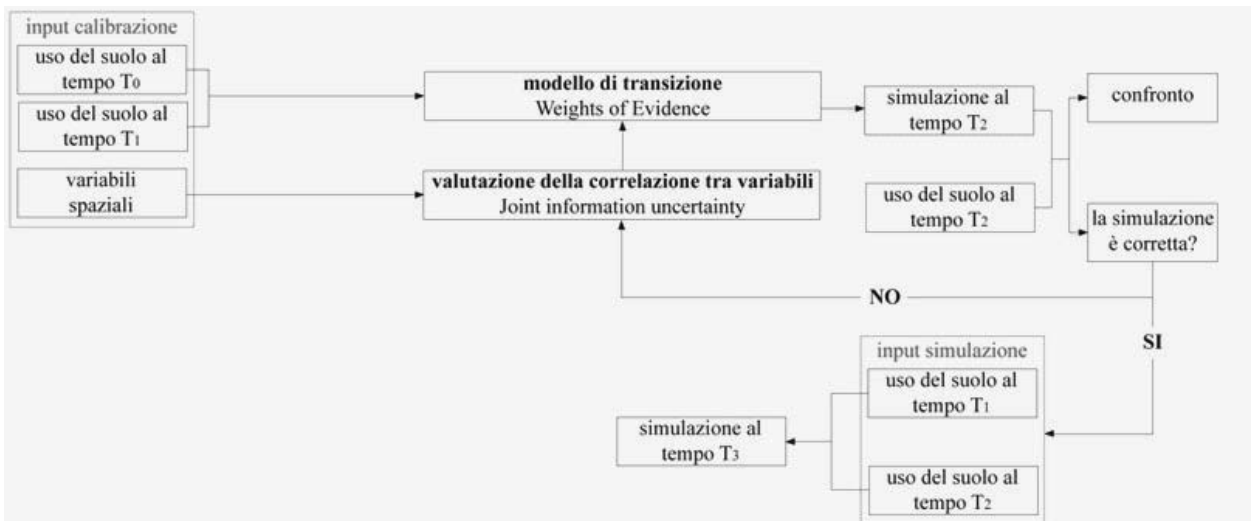 input calibrazione
uso del suolo al
tempo T0
uso del suolo al
tempo T1
variabili
spaziali
modello di transizione
Weights of Evidence
valutazione della correlazione tra variabili
Joint information uncertainty
simulazione al
tempo T2
uso del suolo al
tempo T2
confronto
la simulazione
è corretta?
NO
SI
input simulazione
uso del suolo al
tempo T1
uso del suolo al
tempo T2
simulazione al
tempo T3